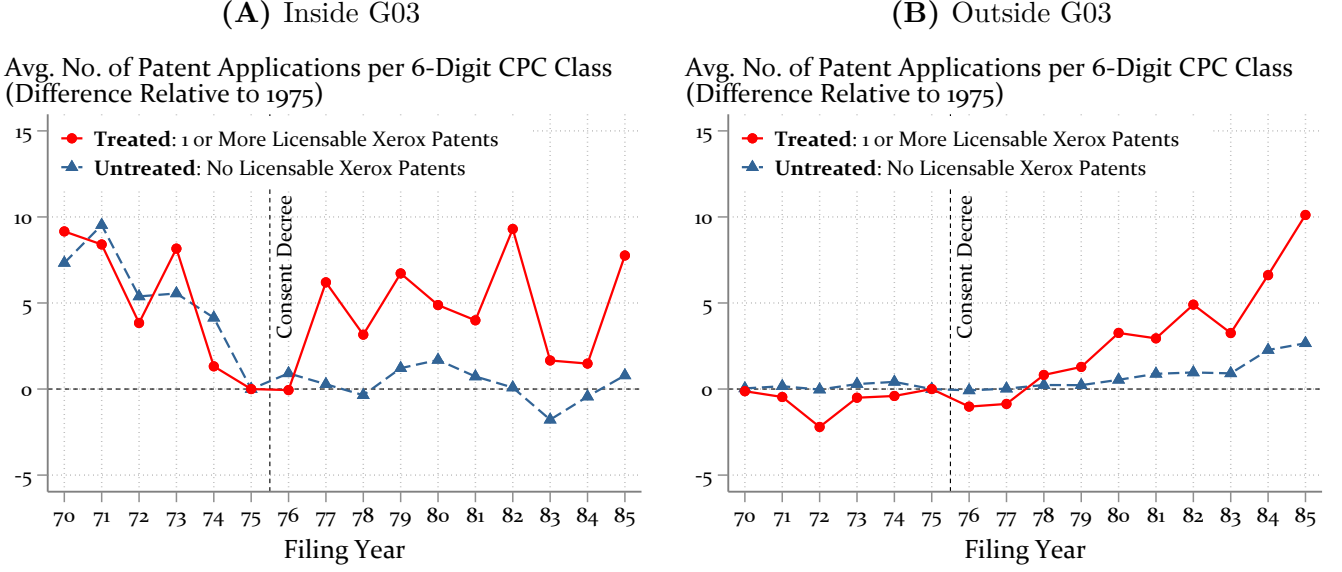 (A) Inside G03
Avg. No. of Patent Applications per 6-Digit CPC Class
(Difference Relative to 1975)
15
10
5
0
-5
Treated: 1 or More Licensable Xerox Patents
Untreated: No Licensable Xerox Patents
Consent Decree
70 71 72 73 74 75 76 77 78 79 80 81 82 83 84 85
Filing Year
(B) Outside G03
Avg. No. of Patent Applications per 6-Digit CPC Class
(Difference Relative to 1975)
15
10
5
0
-5
Treated: 1 or More Licensable Xerox Patents
Untreated: No Licensable Xerox Patents
Consent Decree
70 71 72 73 74 75 76 77 78 79 80 81 82 83 84 85
Filing Year